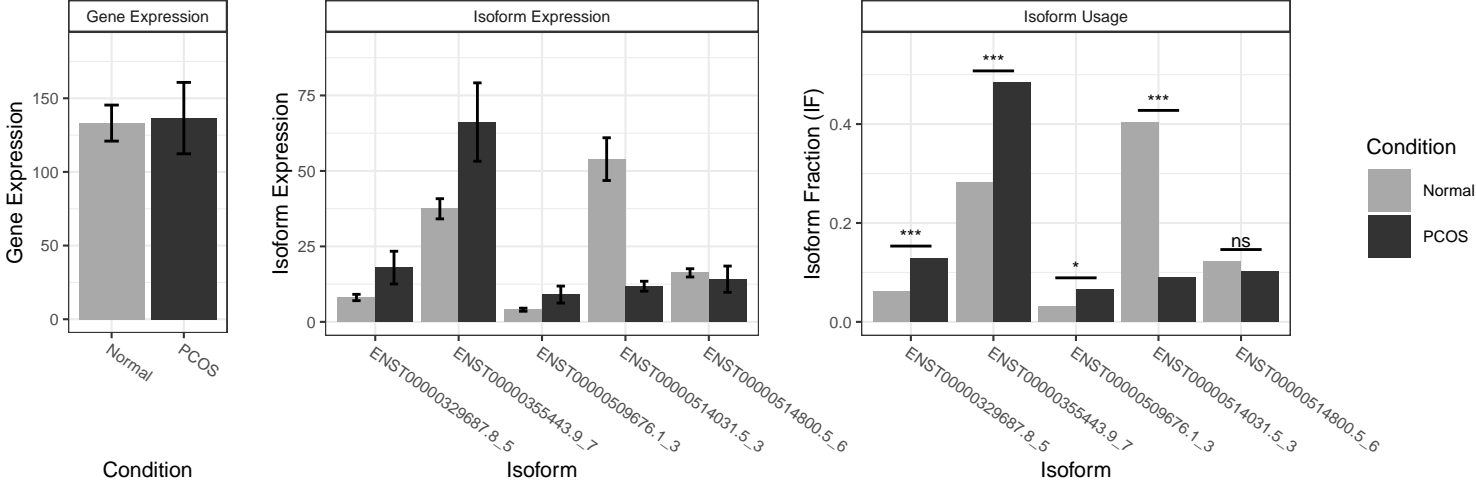 Gene Expression
Isoform Expression
Isoform Usage
Gene Expression
150
100
50
0
Normal
PCOS
Condition
Isoform Expression
75
50
25
0
ENST00000329687.8_5
ENST00000355443.9_7
ENST00000509676.1_3
ENST00000514031.5_3
ENST00000514800.5_6
Isoform
Isoform Fraction (IF)
0.4
0.2
0.0
***
***
*
***
ns
ENST00000329687.8_5
ENST00000355443.9_7
ENST00000509676.1_3
ENST00000514031.5_3
ENST00000514800.5_6
Isoform
Condition
Normal
PCOS